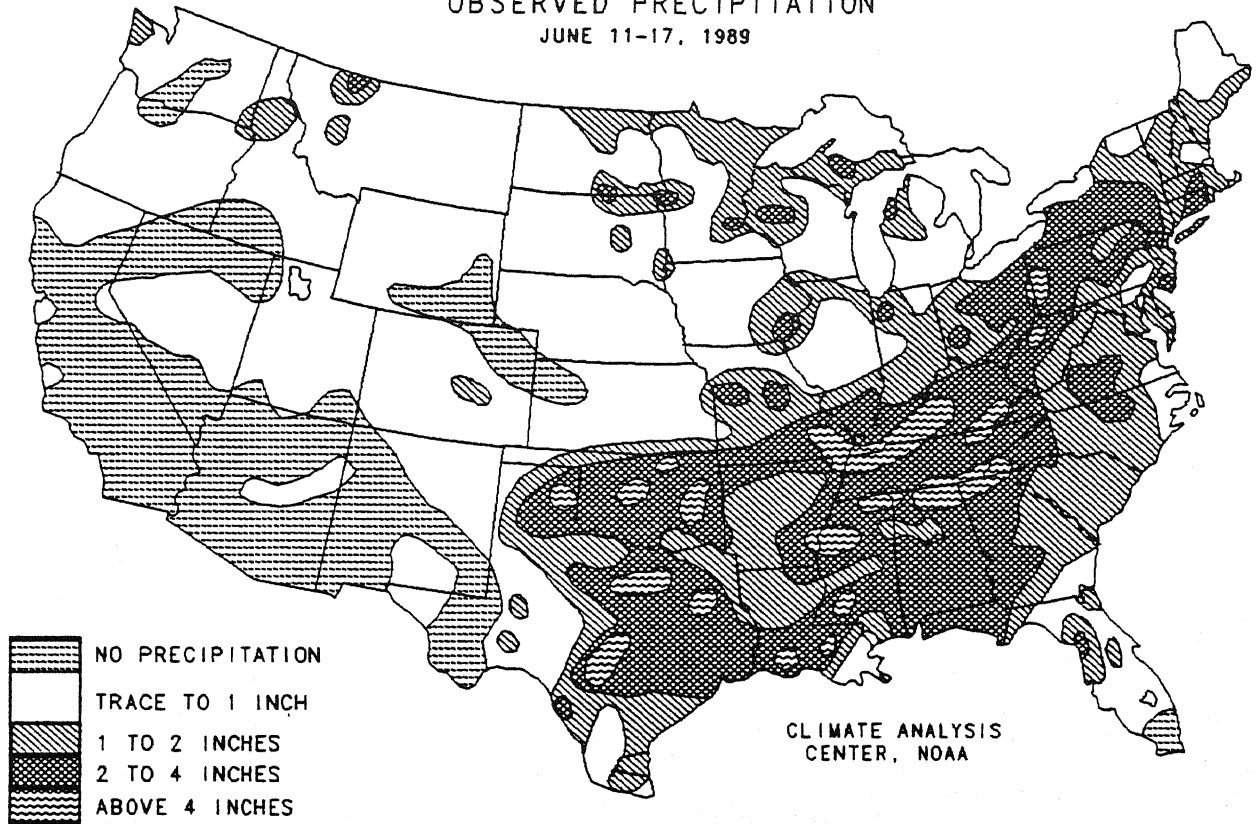 OBSERVED PRECIPITATION
JUNE 11-17, 1989
NO PRECIPITATION
TRACE TO 1 INCH
1 TO 2 INCHES
2 TO 4 INCHES
ABOVE 4 INCHES
CLIMATE ANALYSIS
CENTER, NOAA